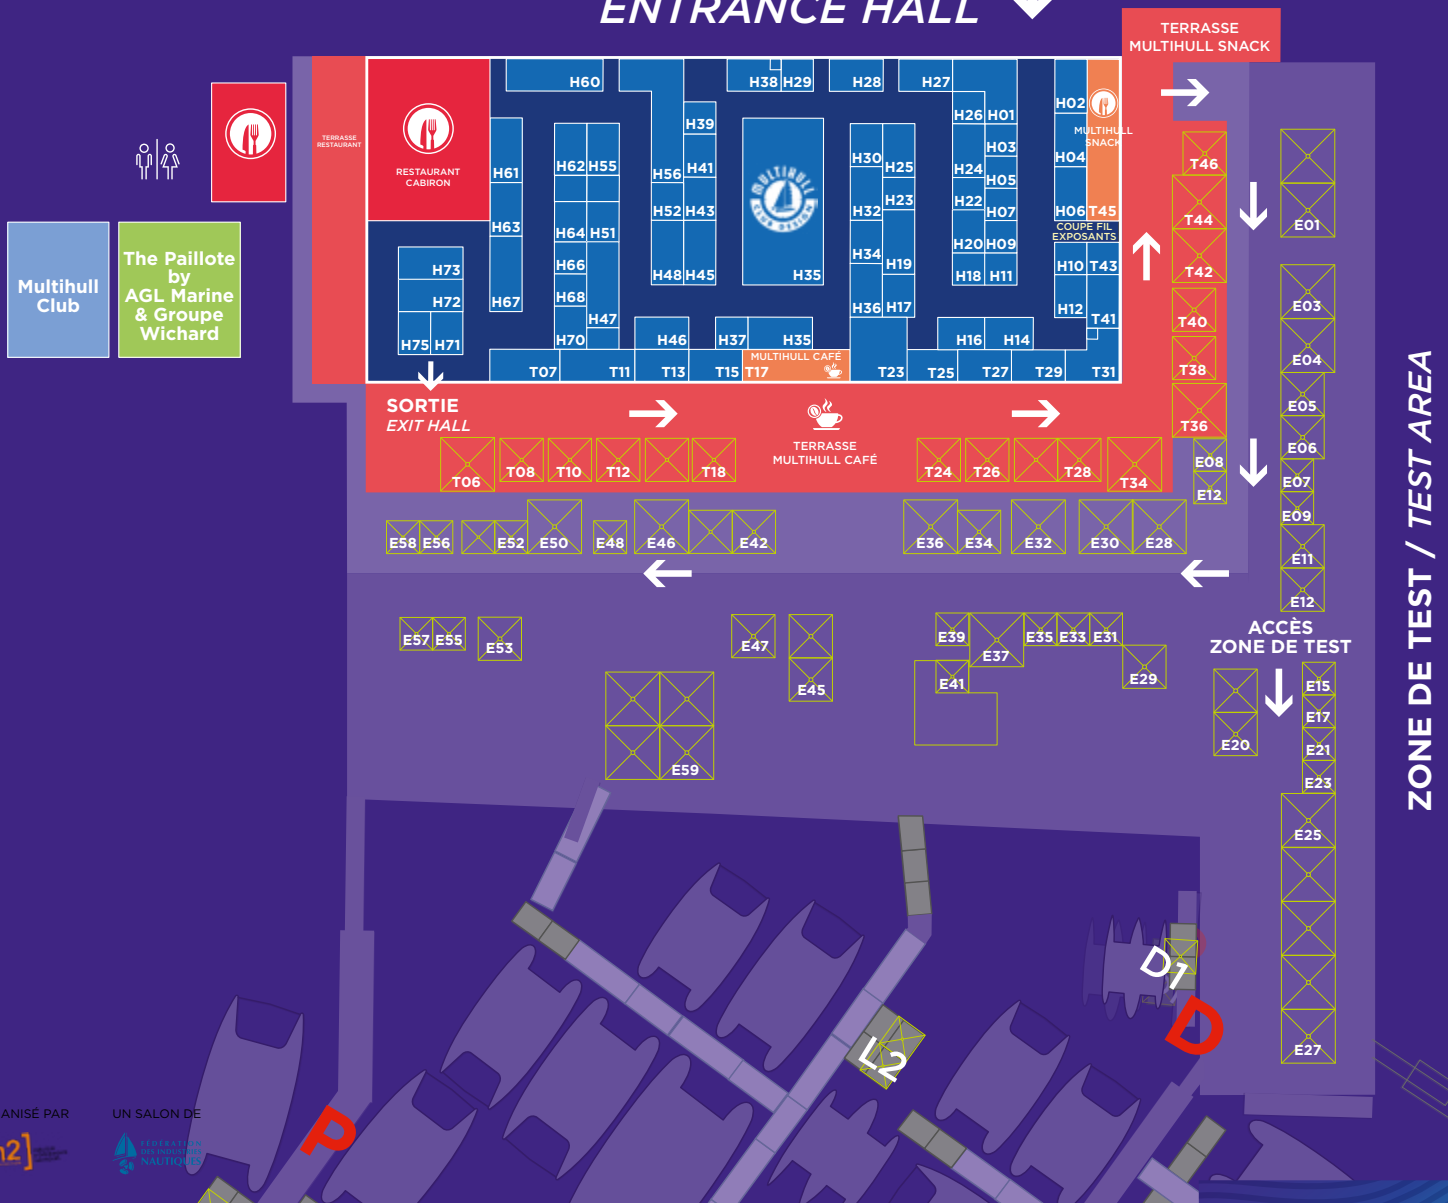 ENTRANCE HALL
TERRASSE
MULTIHULL SNACK
TERRASSE
RESTAURANT
RESTAURANT
CABIRON
Multihull
Club
The Paillote
by
AGL Marine
& Groupe
Wichard
H60
H38
H29
H28
H27
H02
H26
H01
H39
MULTIHULL
SNACK
H62
H55
H56
H41
H30
H25
H24
H03
H04
H05
H61
MULTIHULL
CLUB DESIGN
H52
H43
H32
H23
H22
H07
H06
T45
H63
H64
H51
H34
H20
H09
COUPE FIL
EXPOSANTS
H73
H66
H48
H45
H35
H19
H18
H11
H10
T43
H72
H67
H68
H47
H36
H17
H12
T41
H75
H71
H70
H46
H37
H35
H16
H14
MULTIHULL CAFÉ
T07
T11
T13
T15
T17
T23
T25
T27
T29
T31
T46
T44
T42
T40
T38
T36
E01
E03
E04
E05
E06
E07
E09
E11
E12
E08
E12
SORTIE
EXIT HALL
TERRASSE
MULTIHULL CAFÉ
T06
T08
T10
T12
T18
T24
T26
T28
T34
E58
E56
E52
E50
E48
E46
E42
E36
E34
E32
E30
E28
E57
E55
E53
E47
E45
E59
E39
E37
E35
E33
E31
E29
E41
ACCÈS
ZONE DE TEST
E15
E17
E20
E21
E23
E25
E27
ZONE DE TEST / TEST AREA
D1
D
L2
P
ANISÉ PAR
UN SALON DE
FÉDÉRATION
DES INDUSTRIES
NAUTIQUES